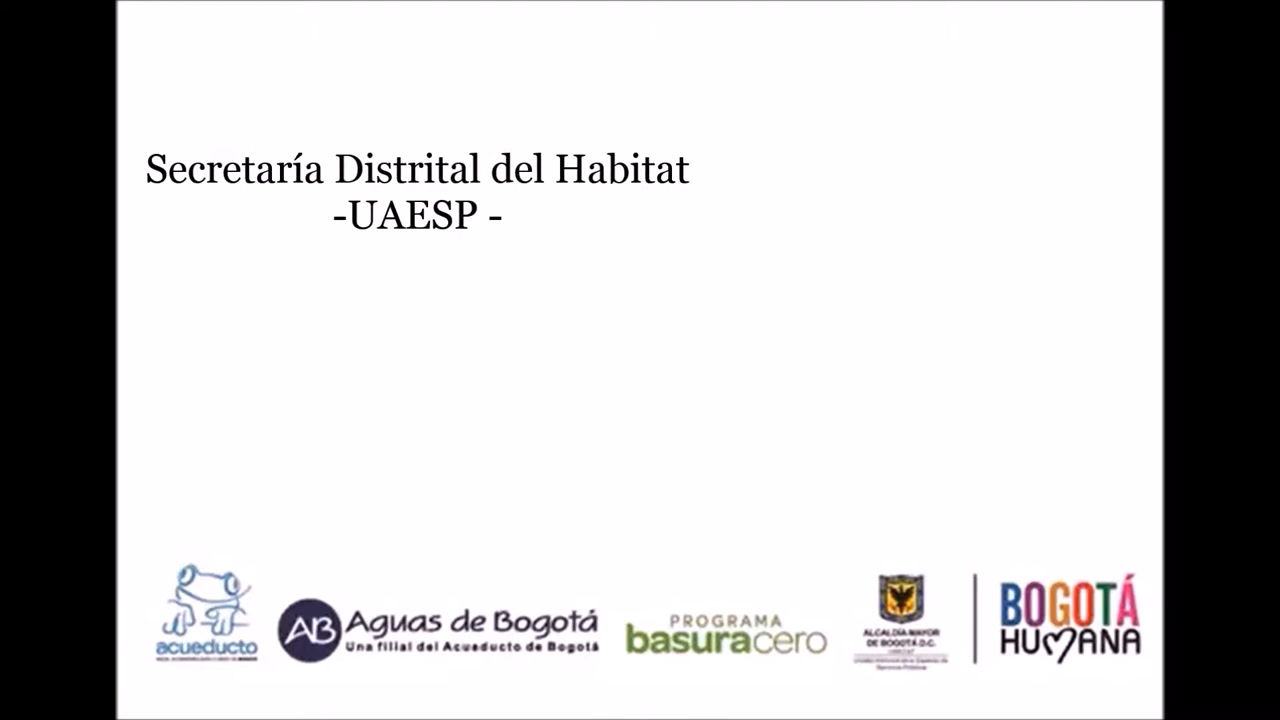 Secretaría Distrital del Habitat
-UAESP -
acueducto
AB Aguas de Bogotá
Una filial del Acueducto de Bogotá
PROGRAMA
basuracero
ALCALDÍA MAYOR
DE BOGOTÁ D.C.
BOGOTÁ
HUMANA